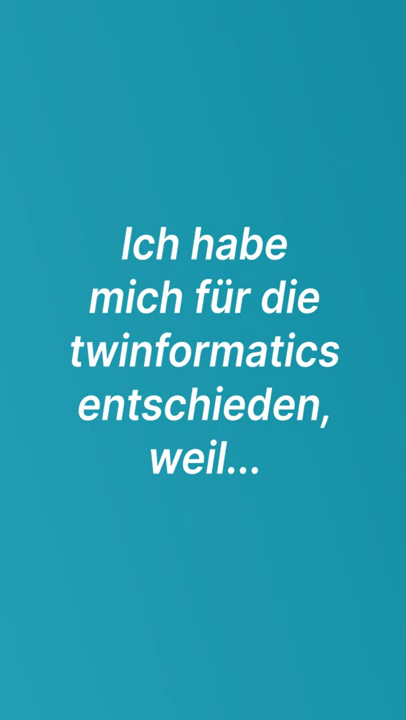 Ich habe
mich für die
twinformatics
entschieden,
weil...